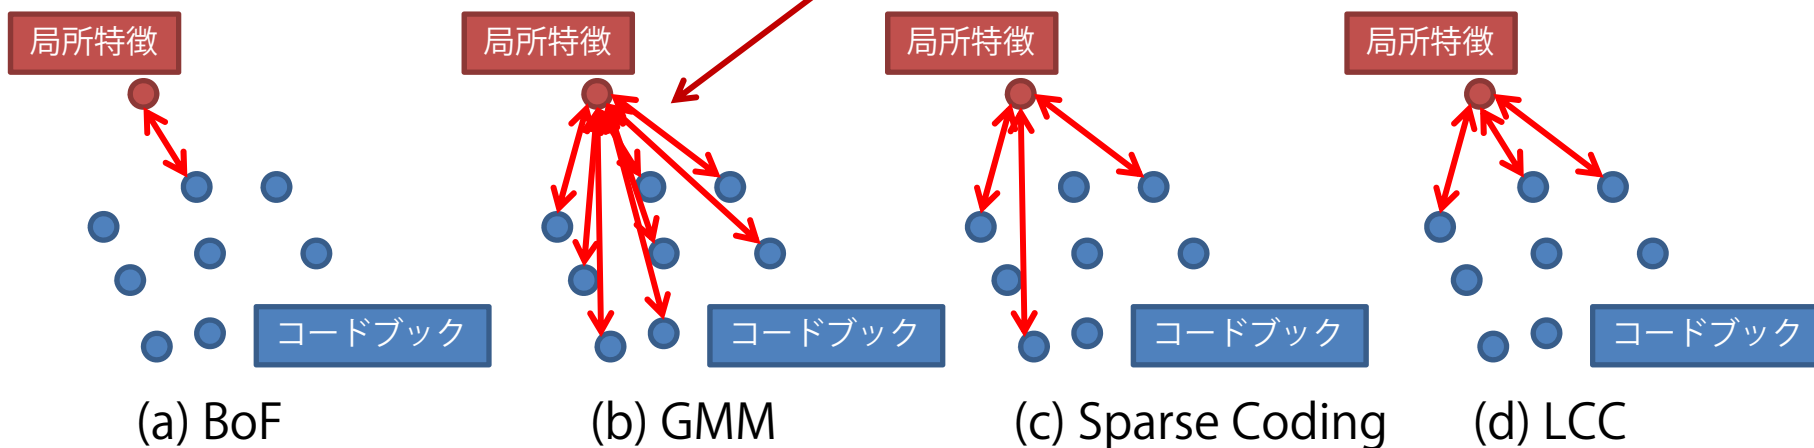 局所特徴
局所特徴
局所特徴
局所特徴
コードブック
コードブック
コードブック
コードブック
(a) BoF
(b) GMM
(c) Sparse Coding
(d) LCC